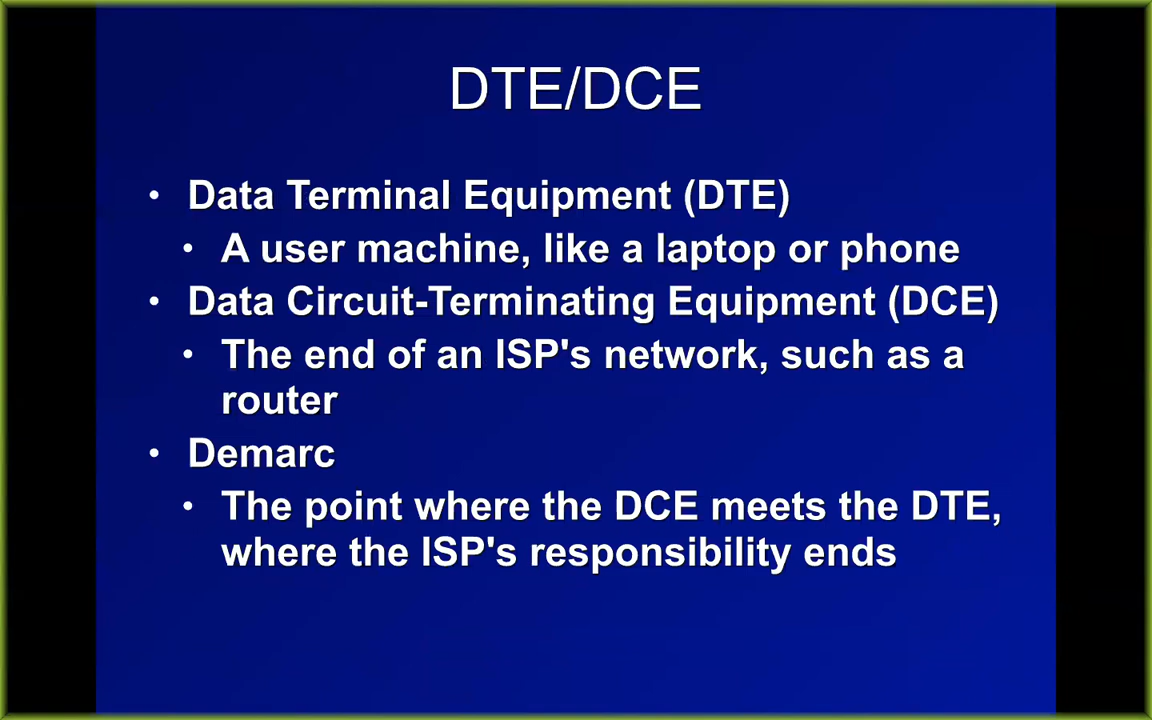 DTE/DCE
• Data Terminal Equipment (DTE)
• A user machine, like a laptop or phone
• Data Circuit-Terminating Equipment (DCE)
• The end of an ISP's network, such as a
router
• Demarc
• The point where the DCE meets the DTE,
where the ISP's responsibility ends